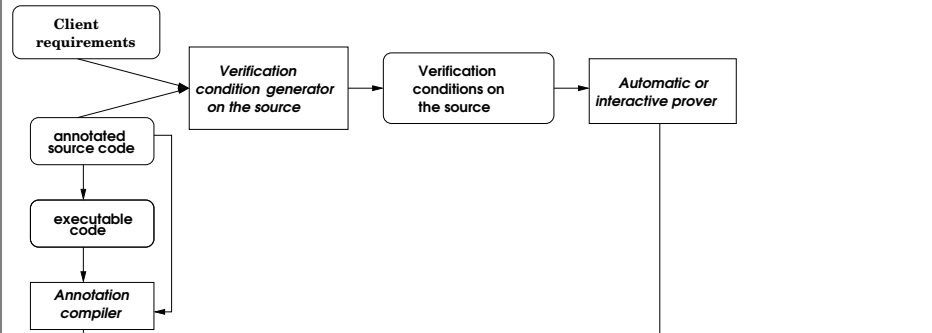 Client
requirements
Verification
condition generator
on the source
Verification
conditions on
the source
Automatic or
interactive prover
annotated
source code
executable
code
Annotation
compiler